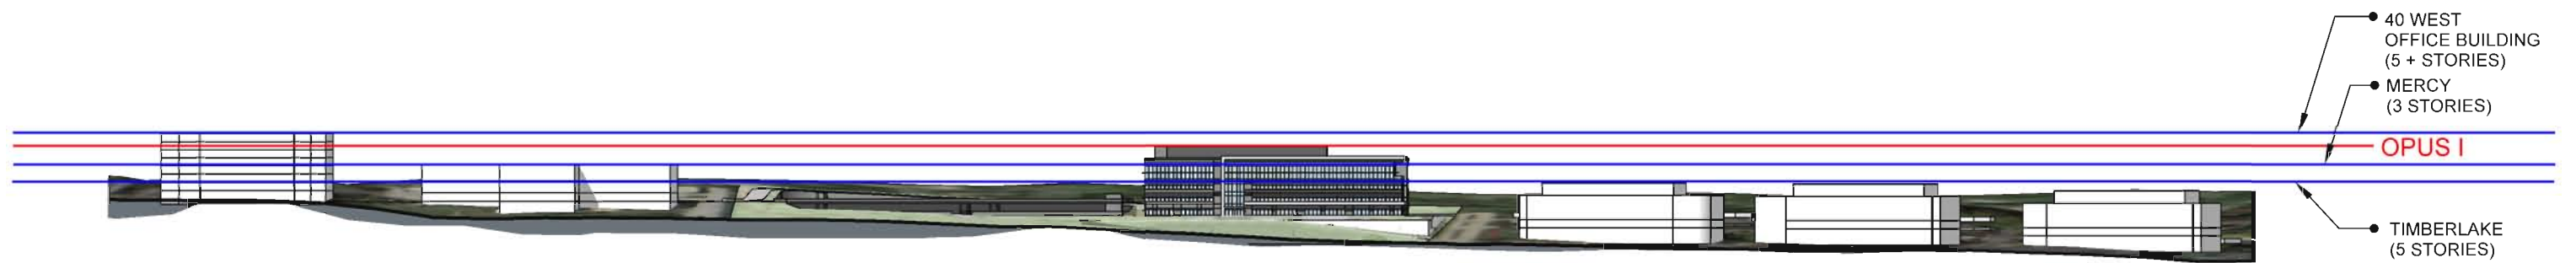 40 WEST
OFFICE BUILDING
(5 + STORIES)
MERCY
(3 STORIES)
OPUS I
TIMBERLAKE
(5 STORIES)